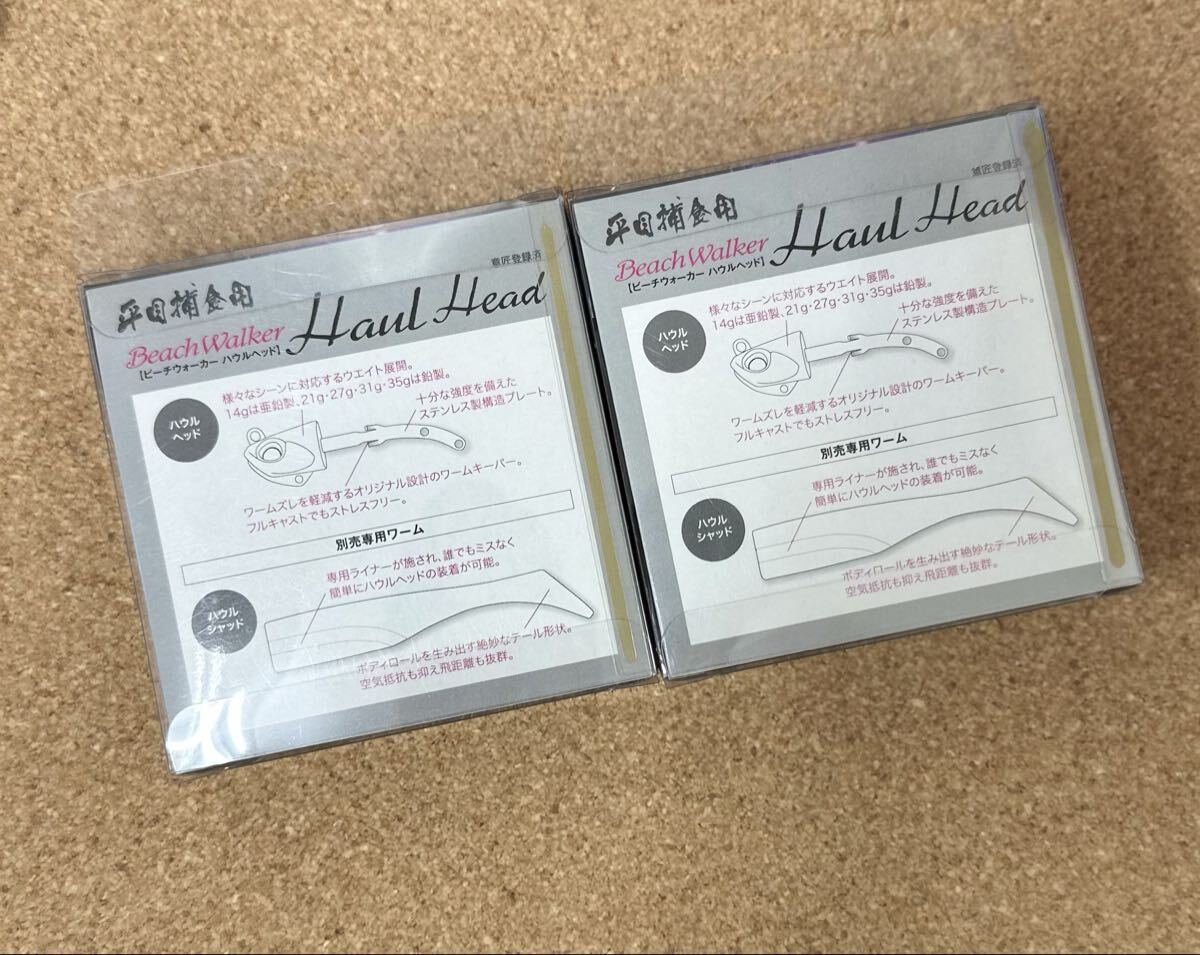 意匠登録済
平目捕食用
BeachWalker Haul Head
【ビーチウォーカー ハウルヘッド】
ハウル
ヘッド
様々なシーンに対応するウエイト展開。
14gは亜鉛製、21g・27g・31g・35gは鉛製。
十分な強度を備えた
ステンレス製構造プレート。
ワームズレを軽減するオリジナル設計のワームキーパー。
フルキャストでもストレスフリー。
別売専用ワーム
ハウル
シャッド
専用ライナーが施され、誰でもミスなく
簡単にハウルヘッドの装着が可能。
ボディロールを生み出す絶妙なテール形状。
空気抵抗も抑え飛距離も抜群。
意匠登録済
平目捕食用
BeachWalker Haul Head
【ビーチウォーカー ハウルヘッド】
ハウル
ヘッド
様々なシーンに対応するウエイト展開。
14gは亜鉛製、21g・27g・31g・35gは鉛製。
十分な強度を備えた
ステンレス製構造プレート。
ワームズレを軽減するオリジナル設計のワームキーパー。
フルキャストでもストレスフリー。
別売専用ワーム
ハウル
シャッド
専用ライナーが施され、誰でもミスなく
簡単にハウルヘッドの装着が可能。
ボディロールを生み出す絶妙なテール形状。
空気抵抗も抑え飛距離も抜群。